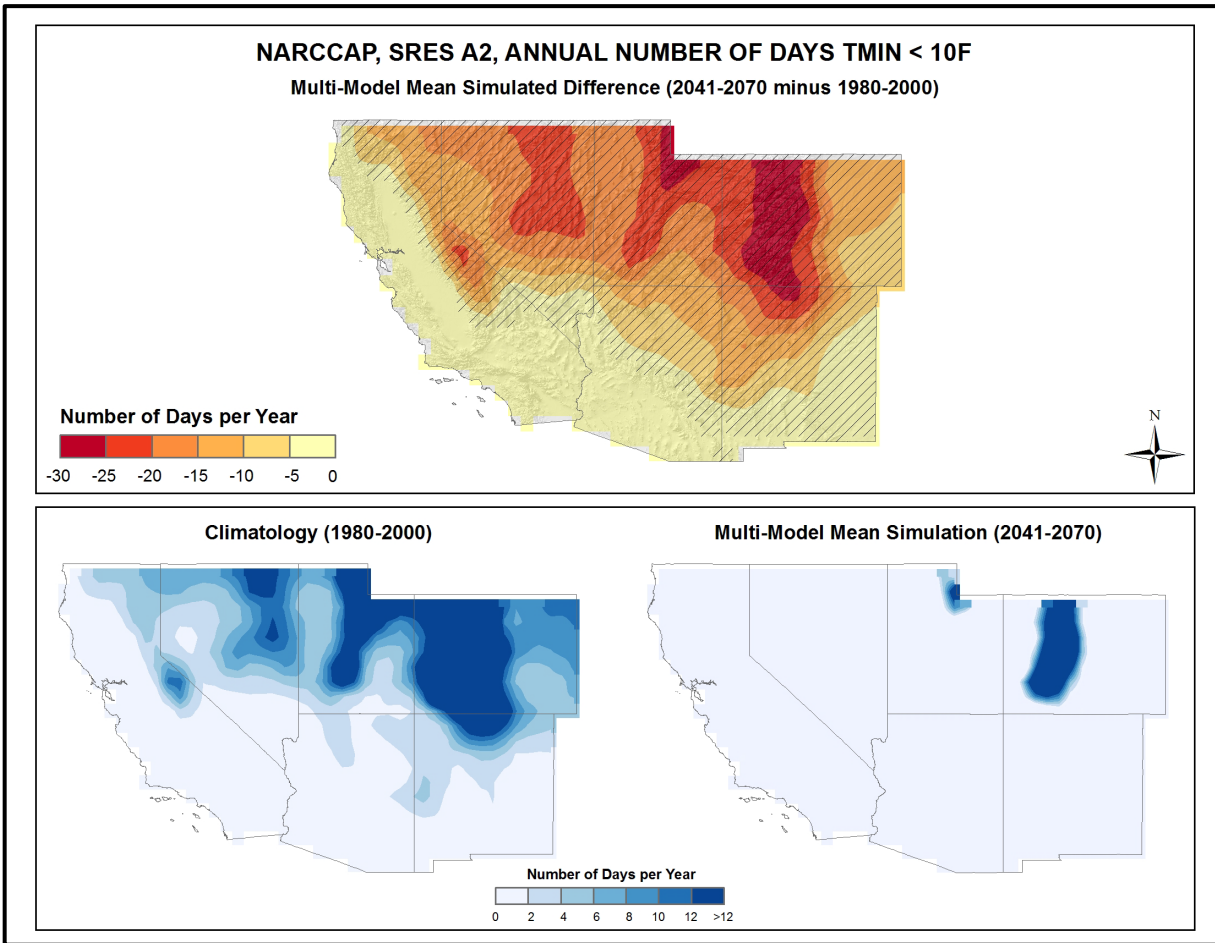 NARCCAP, SRES A2, ANNUAL NUMBER OF DAYS TMIN < 10F
Multi-Model Mean Simulated Difference (2041-2070 minus 1980-2000)
Number of Days per Year
-30 -25 -20 -15 -10 -5 0
N
Climatology (1980-2000)
Multi-Model Mean Simulation (2041-2070)
Number of Days per Year
0 2 4 6 8 10 12 >12